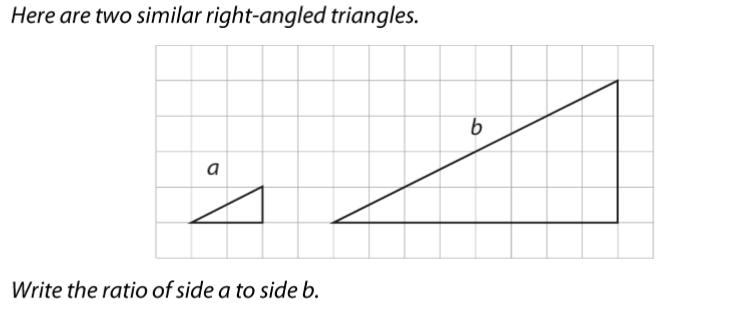 Here are two similar right-angled triangles.
b
a
Write the ratio of side a to side b.